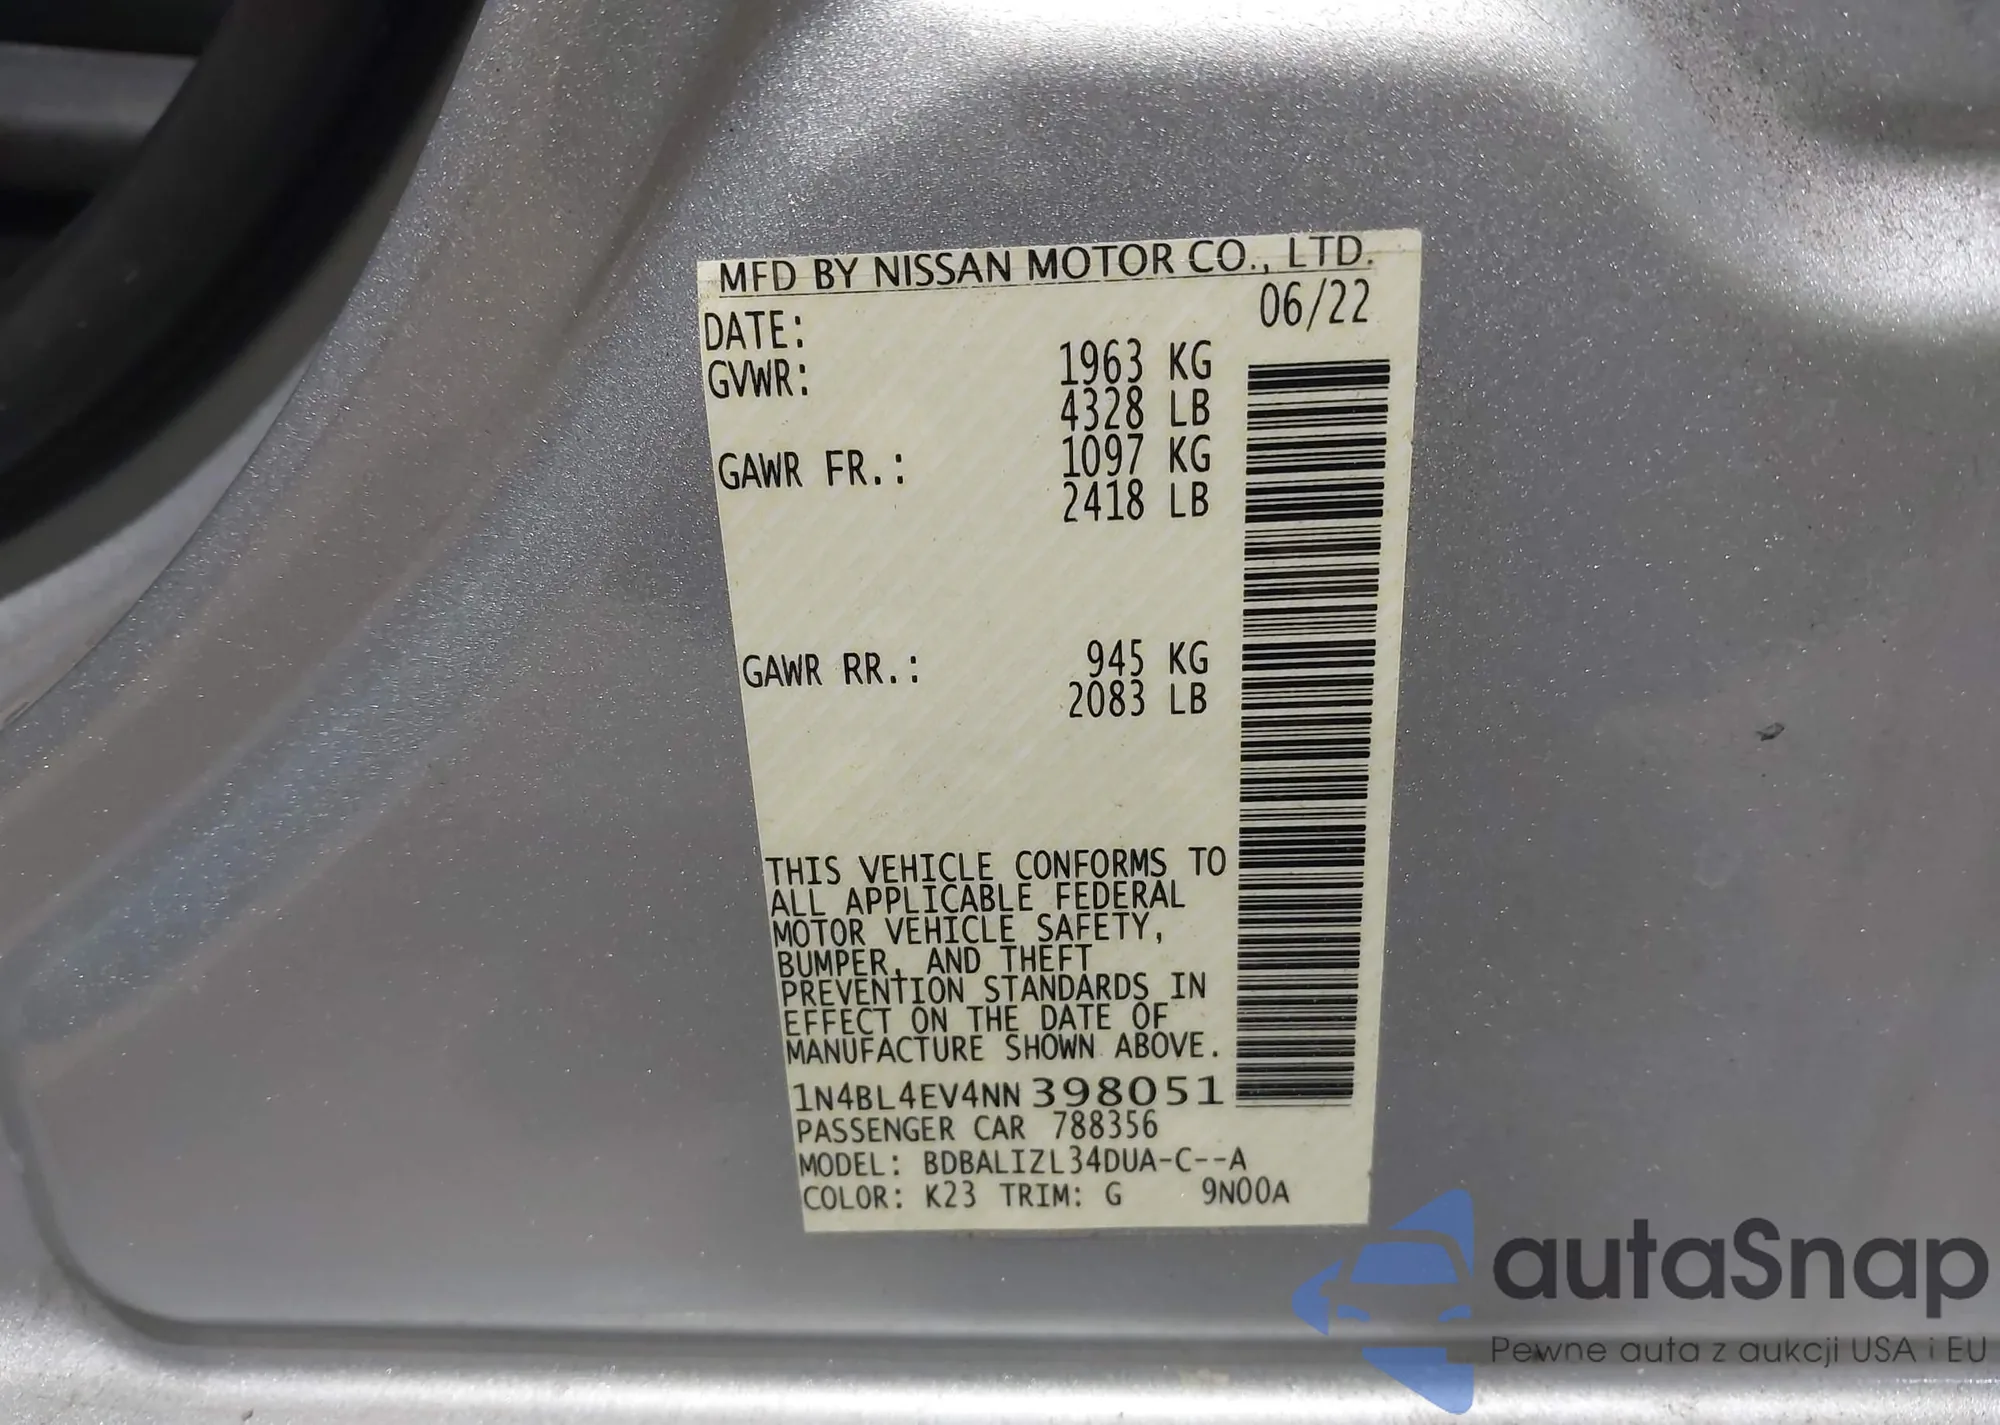 MFD BY NISSAN MOTOR CO., LTD.
DATE: 06/22
GVWR: 1963 KG
4328 LB
GAWR FR.: 1097 KG
2418 LB
GAWR RR.: 945 KG
2083 LB
THIS VEHICLE CONFORMS TO
ALL APPLICABLE FEDERAL
MOTOR VEHICLE SAFETY,
BUMPER, AND THEFT
PREVENTION STANDARDS IN
EFFECT ON THE DATE OF
MANUFACTURE SHOWN ABOVE.
1N4BL4EV4NN398051
PASSENGER CAR 788356
MODEL: BDBALIZL34DUA-C--A
COLOR: K23 TRIM: G 9N00A
autaSnap
Pewne auta z aukcji USA i EU